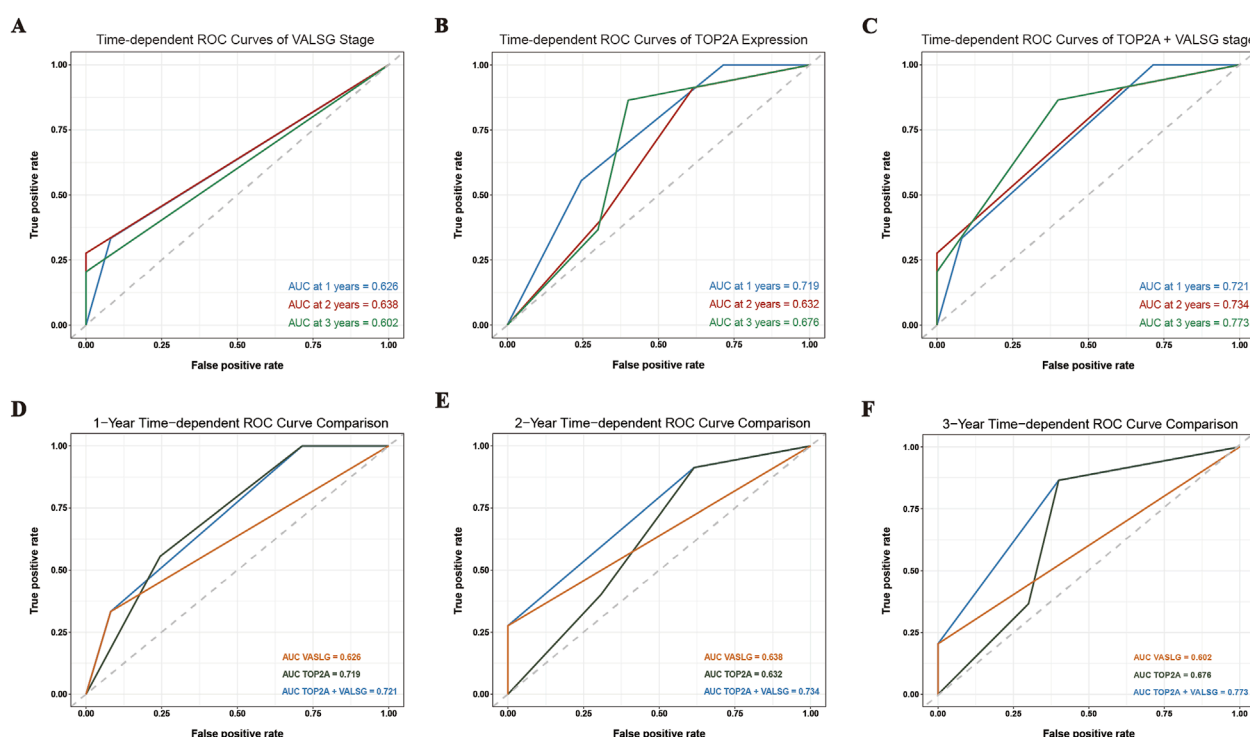 A
Time-dependent ROC Curves of VALSG Stage
True positive rate
1.00
0.75
0.50
0.25
0.00
AUC at 1 years = 0.626
AUC at 2 years = 0.638
AUC at 3 years = 0.602
0.00 0.25 0.50 0.75 1.00
False positive rate
B
Time-dependent ROC Curves of TOP2A Expression
True positive rate
1.00
0.75
0.50
0.25
0.00
AUC at 1 years = 0.719
AUC at 2 years = 0.632
AUC at 3 years = 0.676
0.00 0.25 0.50 0.75 1.00
False positive rate
C
Time-dependent ROC Curves of TOP2A + VALSG stage
True positive rate
1.00
0.75
0.50
0.25
0.00
AUC at 1 years = 0.721
AUC at 2 years = 0.734
AUC at 3 years = 0.773
0.00 0.25 0.50 0.75 1.00
False positive rate
D
1-Year Time-dependent ROC Curve Comparison
True positive rate
1.00
0.75
0.50
0.25
0.00
AUC VASLG = 0.626
AUC TOP2A = 0.719
AUC TOP2A + VALSG = 0.721
0.00 0.25 0.50 0.75 1.00
False positive rate
E
2-Year Time-dependent ROC Curve Comparison
True positive rate
1.00
0.75
0.50
0.25
0.00
AUC VASLG = 0.638
AUC TOP2A = 0.632
AUC TOP2A + VALSG = 0.734
0.00 0.25 0.50 0.75 1.00
False positive rate
F
3-Year Time-dependent ROC Curve Comparison
True positive rate
1.00
0.75
0.50
0.25
0.00
AUC VASLG = 0.602
AUC TOP2A = 0.676
AUC TOP2A + VALSG = 0.773
0.00 0.25 0.50 0.75 1.00
False positive rate